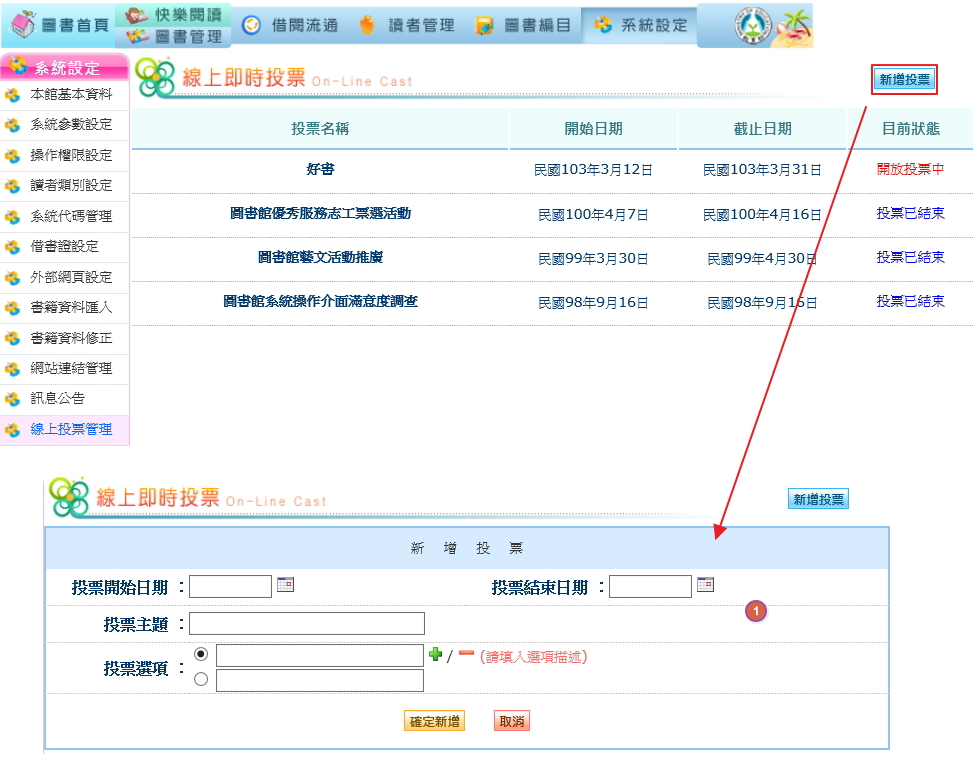 圖書首頁 快樂閱讀 圖書管理 借閱流通 讀者管理 圖書編目 系統設定
系統設定
本館基本資料
系統參數設定
操作權限設定
讀者類別設定
系統代碼管理
借書證設定
外部網頁設定
書籍資料匯入
書籍資料修正
網站連結管理
訊息公告
線上投票管理
線上即時投票 On-Line Cast 新增投票
投票名稱 開始日期 截止日期 目前狀態
好書 民國103年3月12日 民國103年3月31日 開放投票中
圖書館優秀服務志工票選活動 民國100年4月7日 民國100年4月16日 投票已結束
圖書館藝文活動推廣 民國99年3月30日 民國99年4月30日 投票已結束
圖書館系統操作介面滿意度調查 民國98年9月16日 民國98年9月16日 投票已結束
線上即時投票 On-Line Cast 新增投票
新 增 投 票
投票開始日期 : 投票結束日期 :
1
投票主題 :
投票選項 : / (請填入選項描述)
確定新增 取消